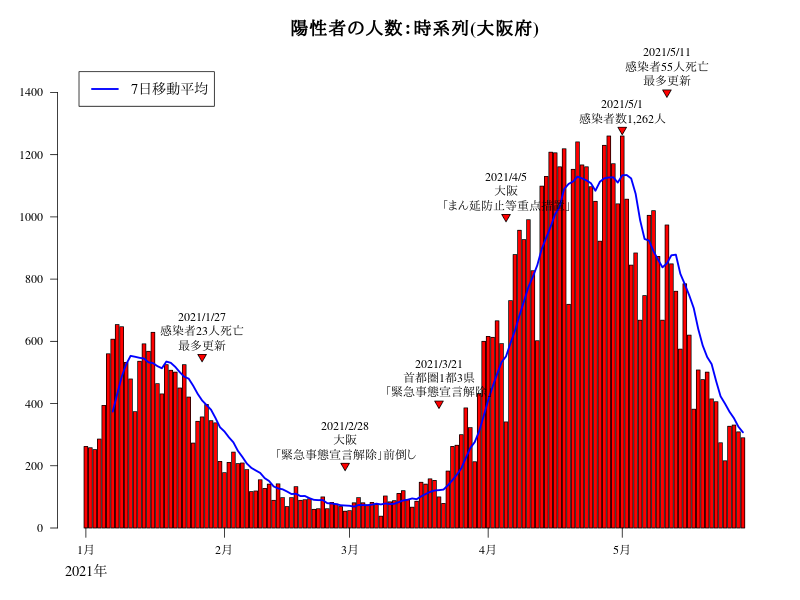 陽性者の人数：時系列(大阪府)
7日移動平均
2021/5/11
感染者55人死亡
最多更新
2021/5/1
感染者数1,262人
2021/4/5
大阪
「まん延防止等重点措置」
2021/1/27
感染者23人死亡
最多更新
2021/3/21
首都圏1都3県
「緊急事態宣言解除」
2021/2/28
大阪
「緊急事態宣言解除」前倒し
1400
1200
1000
800
600
400
200
0
1月
2月
3月
4月
5月
2021年